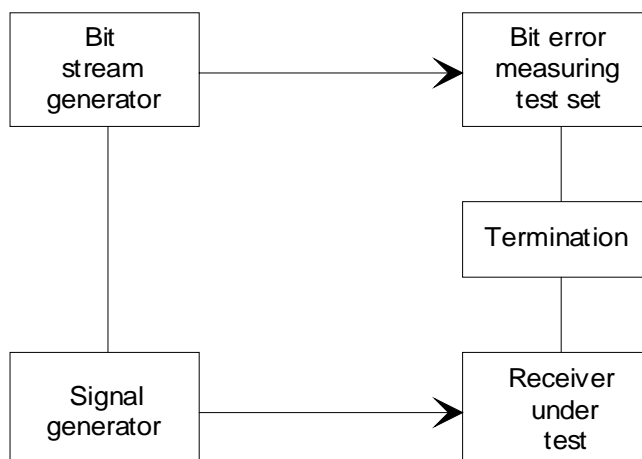 Bit
stream
generator
Bit error
measuring
test set
Termination
Signal
generator
Receiver
under
test